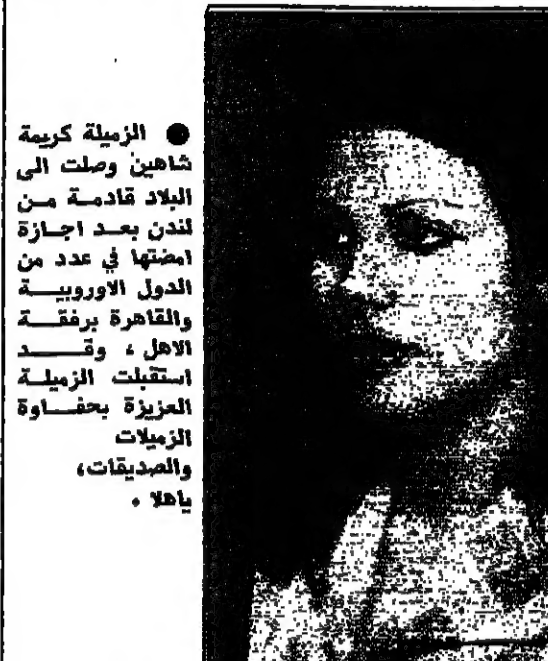 ● الزميلة كريمة
شاهين وصلت الى
البلاد قادمة من
لندن بعد اجازة
امضتها في عدد من
الدول الاوروبية
والقاهرة برفقة
الاهل ، وقد
استقبلت الزميلة
العزيزة بحفاوة
الزميلات
والصديقات،
ياهلا .